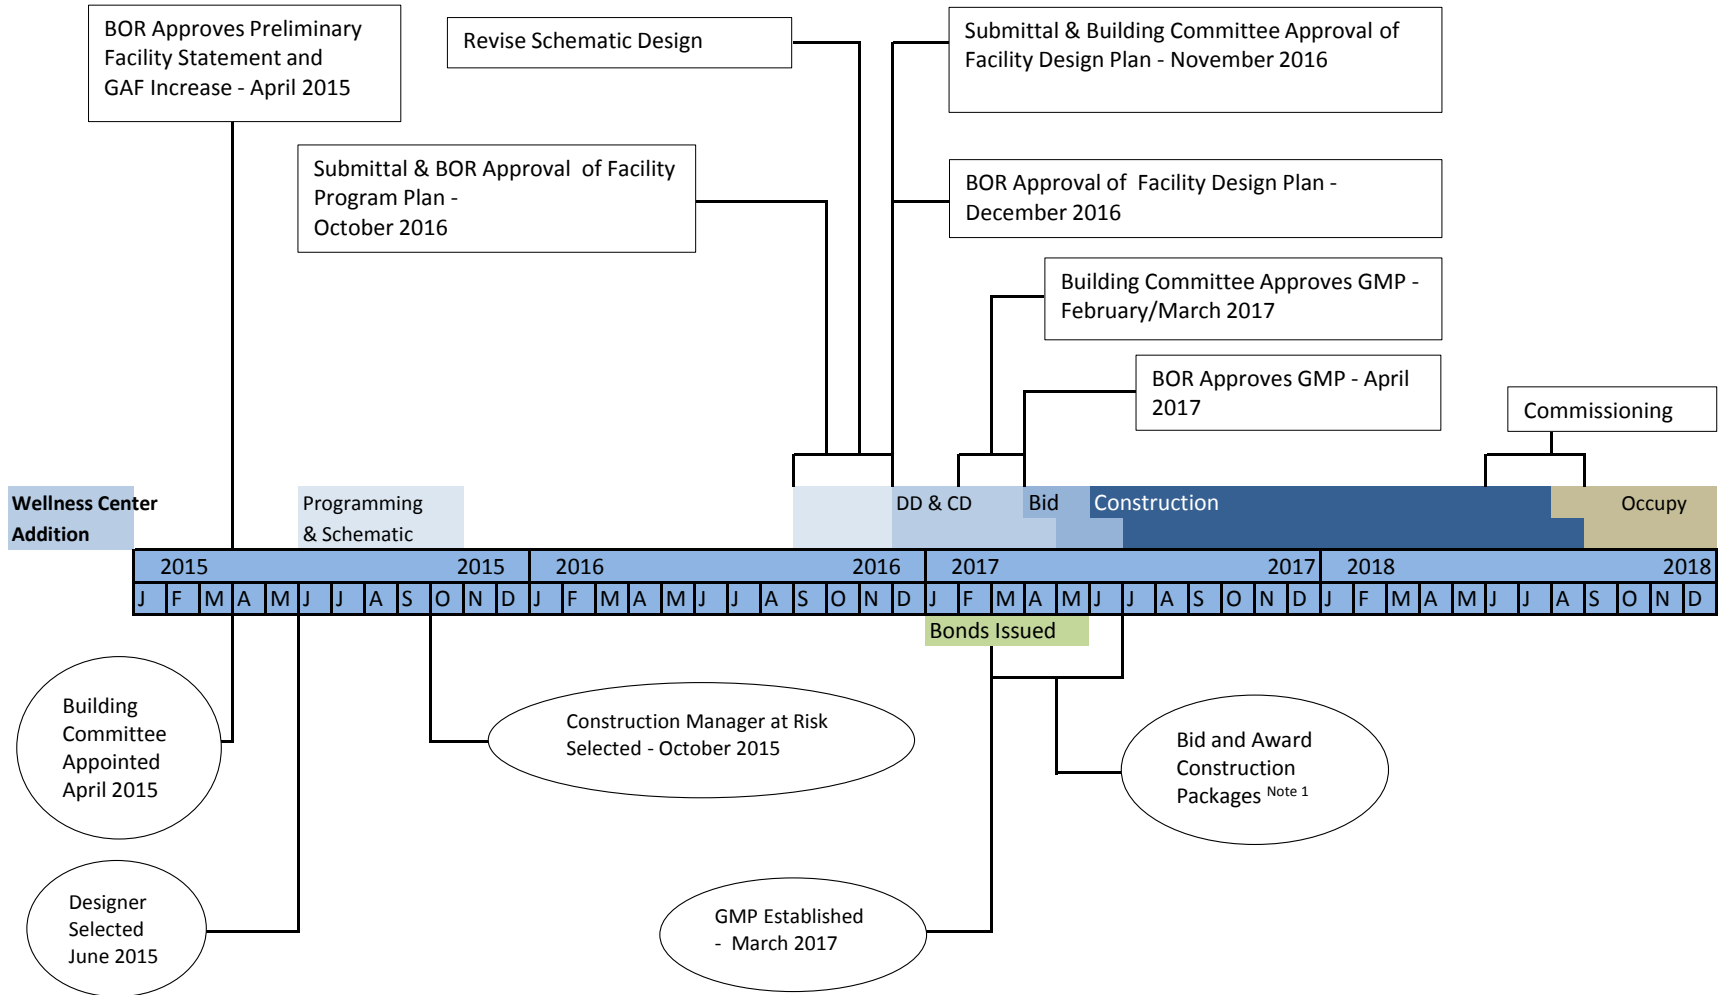 BOR Approves Preliminary
Facility Statement and
GAF Increase - April 2015
Revise Schematic Design
Submittal & Building Committee Approval of
Facility Design Plan - November 2016
Submittal & BOR Approval of Facility
Program Plan -
October 2016
BOR Approval of Facility Design Plan -
December 2016
Building Committee Approves GMP -
February/March 2017
BOR Approves GMP - April
2017
Commissioning
Wellness Center
Addition
Programming
& Schematic
DD & CD
Bid
Construction
Occupy
2015 2015 2016 2016 2017 2017 2018 2018
J F M A M J J A S O N D J F M A M J J A S O N D J F M A M J J A S O N D J F M A M J J A S O N D
Bonds Issued
Building
Committee
Appointed
April 2015
Construction Manager at Risk
Selected - October 2015
Bid and Award
Construction
Packages Note 1
Designer
Selected
June 2015
GMP Established
- March 2017